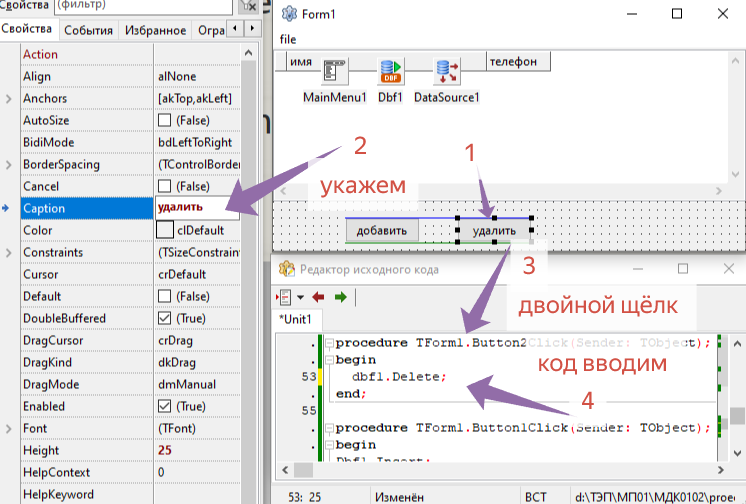 Свойства (фильтр)
Свойства События Избранное Огра
Action
Align alNone
Anchors [akTop,akLeft]
AutoSize (False)
BidiMode bdLeftToRight
BorderSpacing (TControlBorder
Cancel (False)
Caption удалить
Color clDefault
Constraints (TSizeConstraint
Cursor crDefault
Default (False)
DoubleBuffered (True)
DragCursor crDrag
DragKind dkDrag
DragMode dmManual
Enabled (True)
Font (TFont)
Height 25
HelpContext 0
HelpKeyword
2
укажем
Form1
file
имя телефон
DBF
MainMenu1 Dbf1 DataSource1
1
добавить удалить
3
двойной щёлк
код вводим
4
Редактор исходного кода
*Unit1
procedure TForm1.Button2Click(Sender: TObject);
begin
53 dbf1.Delete;
end;
55
procedure TForm1.Button1Click(Sender: TObject);
begin
Dbf1.Insert;
53: 25 Изменён ВСТ d:\ТЭП\МП01\МДК0102\proe